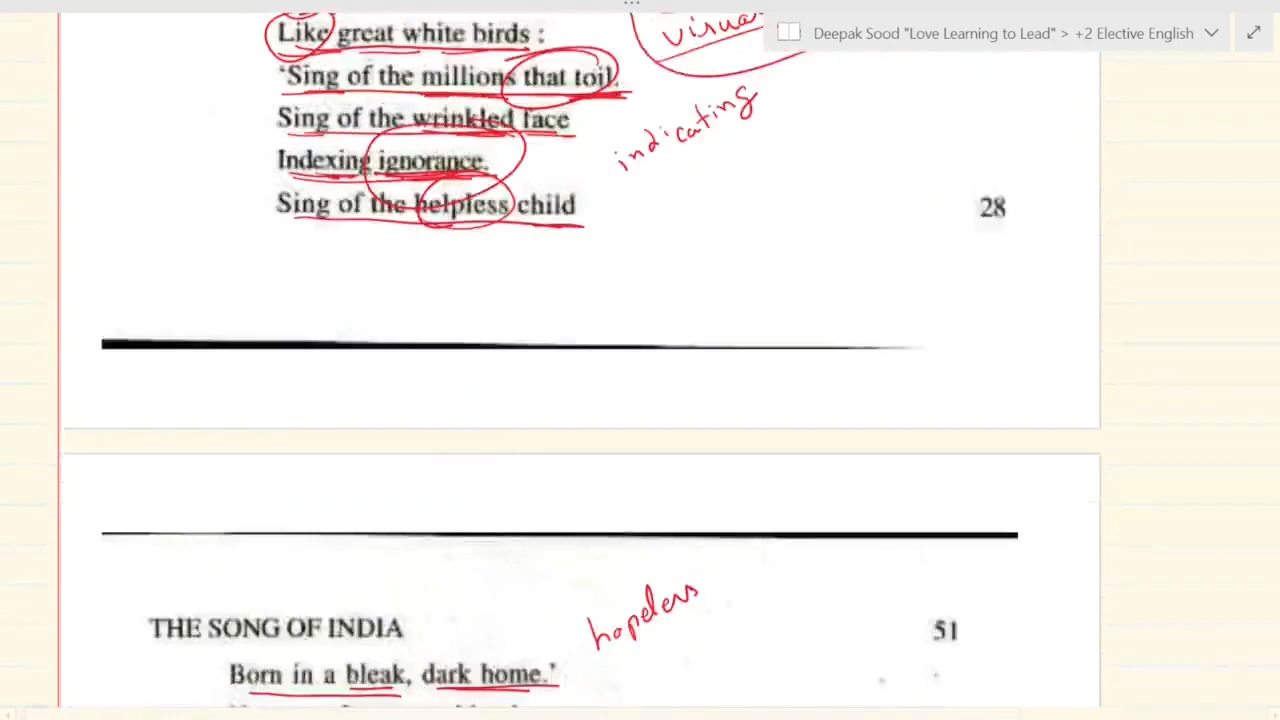 Like great white birds :
Deepak Sood "Love Learning to Lead" > +2 Elective English
'Sing of the millions that toil.
Sing of the wrinkled face
indicating
Indexing ignorance.
Sing of the helpless child
28
hopeless
THE SONG OF INDIA
51
Born in a bleak, dark home.'